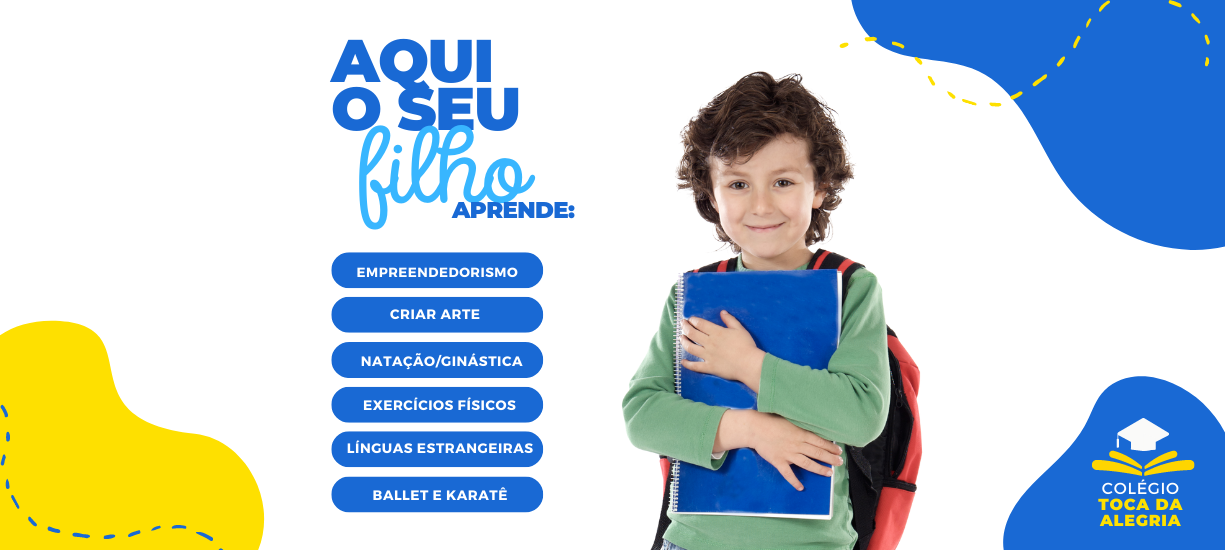 AQUI
O SEU
filho
APRENDE:
EMPREENDEDORISMO
CRIAR ARTE
NATAÇÃO/GINÁSTICA
EXERCÍCIOS FÍSICOS
LÍNGUAS ESTRANGEIRAS
BALLET E KARATÊ
COLÉGIO
TOCA DA
ALEGRIA